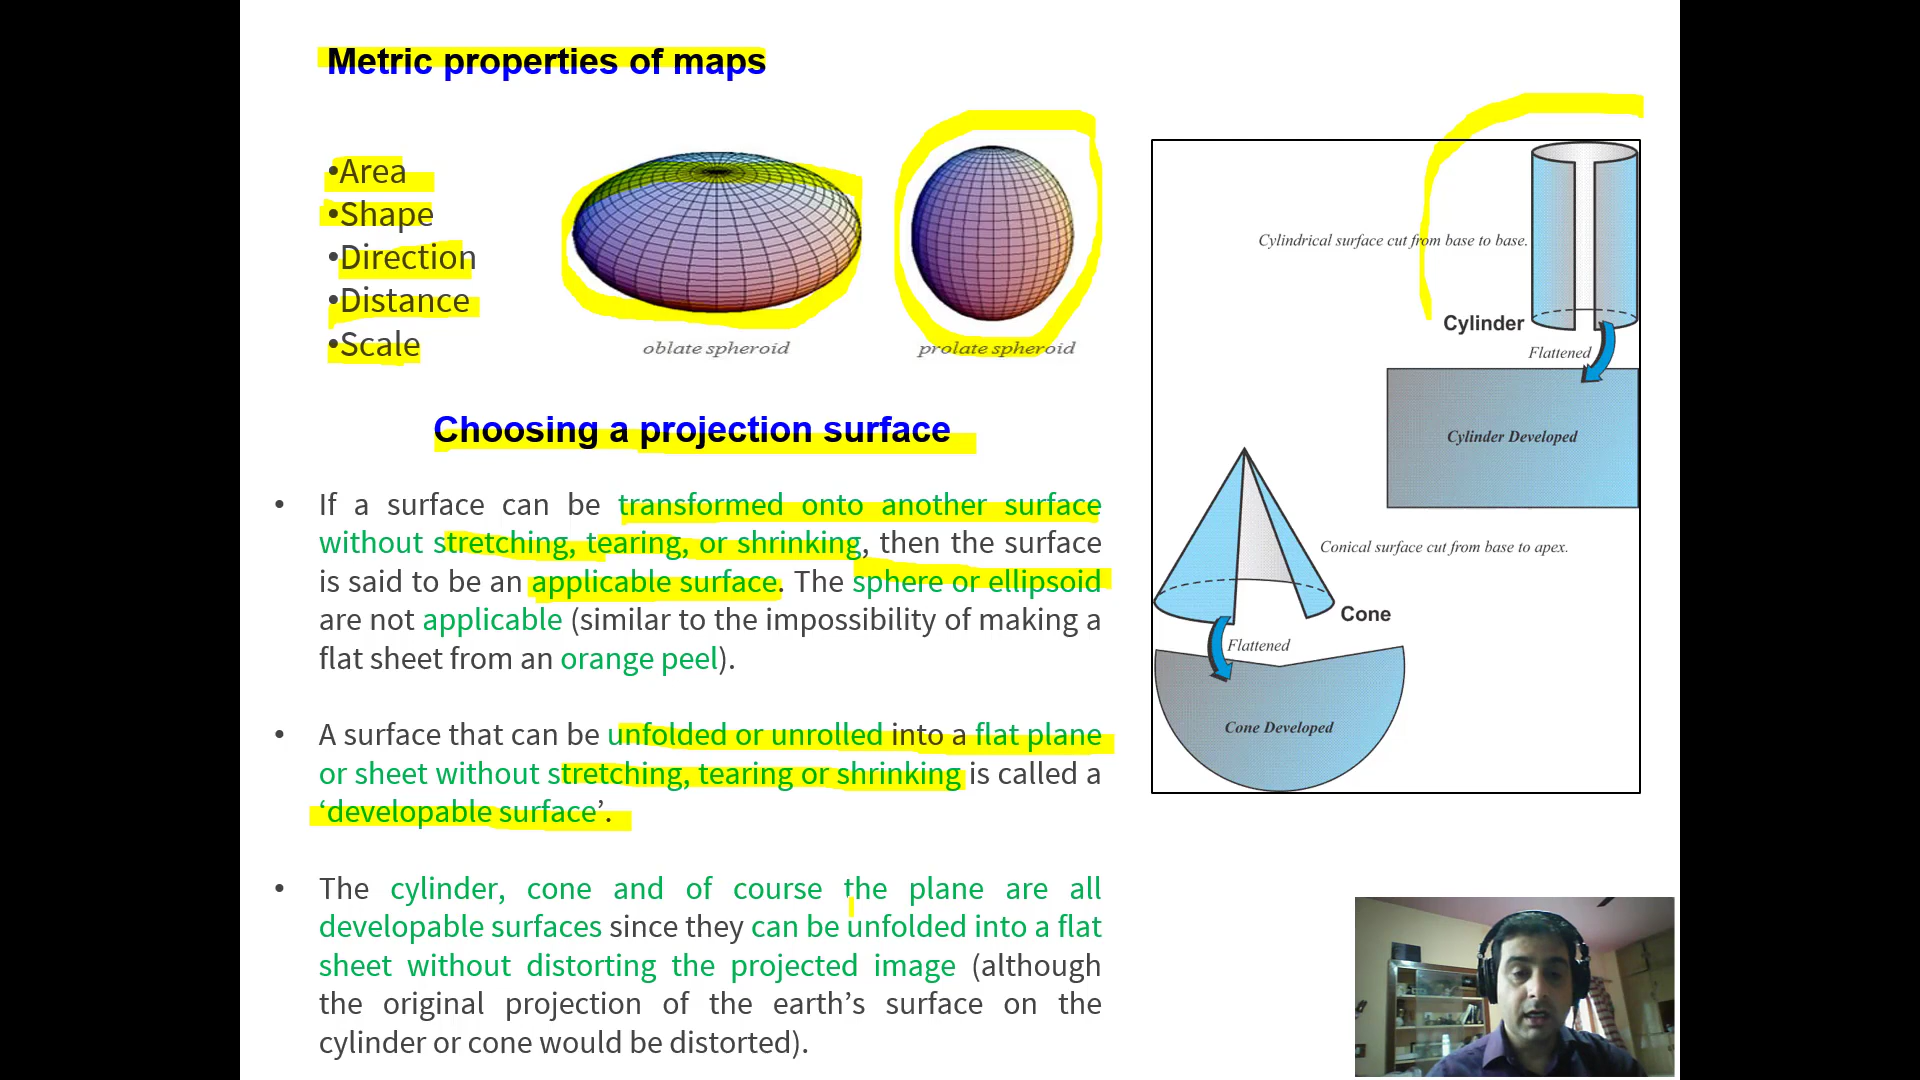 Metric properties of maps
•Area
•Shape
•Direction
•Distance
•Scale
oblate spheroid
prolate spheroid
Choosing a projection surface
• If a surface can be transformed onto another surface
without stretching, tearing, or shrinking, then the surface
is said to be an applicable surface. The sphere or ellipsoid
are not applicable (similar to the impossibility of making a
flat sheet from an orange peel).
• A surface that can be unfolded or unrolled into a flat plane
or sheet without stretching, tearing or shrinking is called a
‘developable surface’.
• The cylinder, cone and of course the plane are all
developable surfaces since they can be unfolded into a flat
sheet without distorting the projected image (although
the original projection of the earth’s surface on the
cylinder or cone would be distorted).
Cylindrical surface cut from base to base.
Cylinder
Flattened
Cylinder Developed
Conical surface cut from base to apex.
Cone
Flattened
Cone Developed